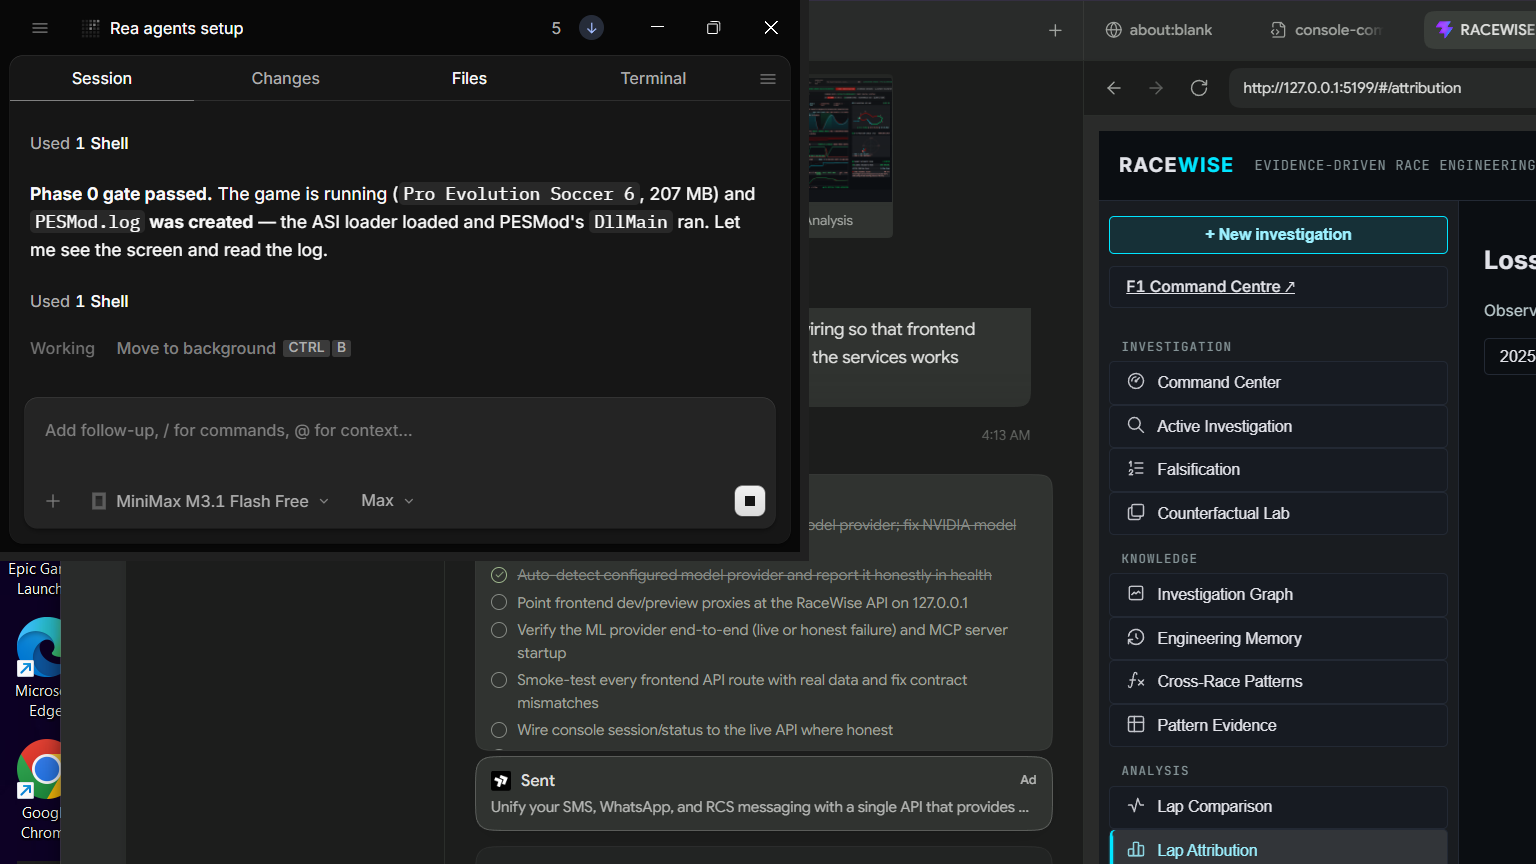 Rea agents setup
5
Session
Changes
Files
Terminal
Used 1 Shell
Phase 0 gate passed. The game is running ( Pro Evolution Soccer 6 , 207 MB) and
PESMod.log was created — the ASI loader loaded and PESMod's DllMain ran. Let
me see the screen and read the log.
Used 1 Shell
Working
Move to background CTRL B
Add follow-up, / for commands, @ for context...
MiniMax M3.1 Flash Free
Max
Epic Ga
Launch
Micros
Edge
Googl
Chrom
Analysis
iring so that frontend
the services works
4:13 AM
del provider; fix NVIDIA model
Auto-detect configured model provider and report it honestly in health
Point frontend dev/preview proxies at the RaceWise API on 127.0.0.1
Verify the ML provider end-to-end (live or honest failure) and MCP server
startup
Smoke-test every frontend API route with real data and fix contract
mismatches
Wire console session/status to the live API where honest
Sent
Ad
Unify your SMS, WhatsApp, and RCS messaging with a single API that provides ...
about:blank
console-con
RACEWISE
http://127.0.0.1:5199/#/attribution
RACEWISE
EVIDENCE-DRIVEN RACE ENGINEERING
+ New investigation
F1 Command Centre ↗
INVESTIGATION
Command Center
Active Investigation
Falsification
Counterfactual Lab
KNOWLEDGE
Investigation Graph
Engineering Memory
Cross-Race Patterns
Pattern Evidence
ANALYSIS
Lap Comparison
Lap Attribution
Loss
Observ
2025